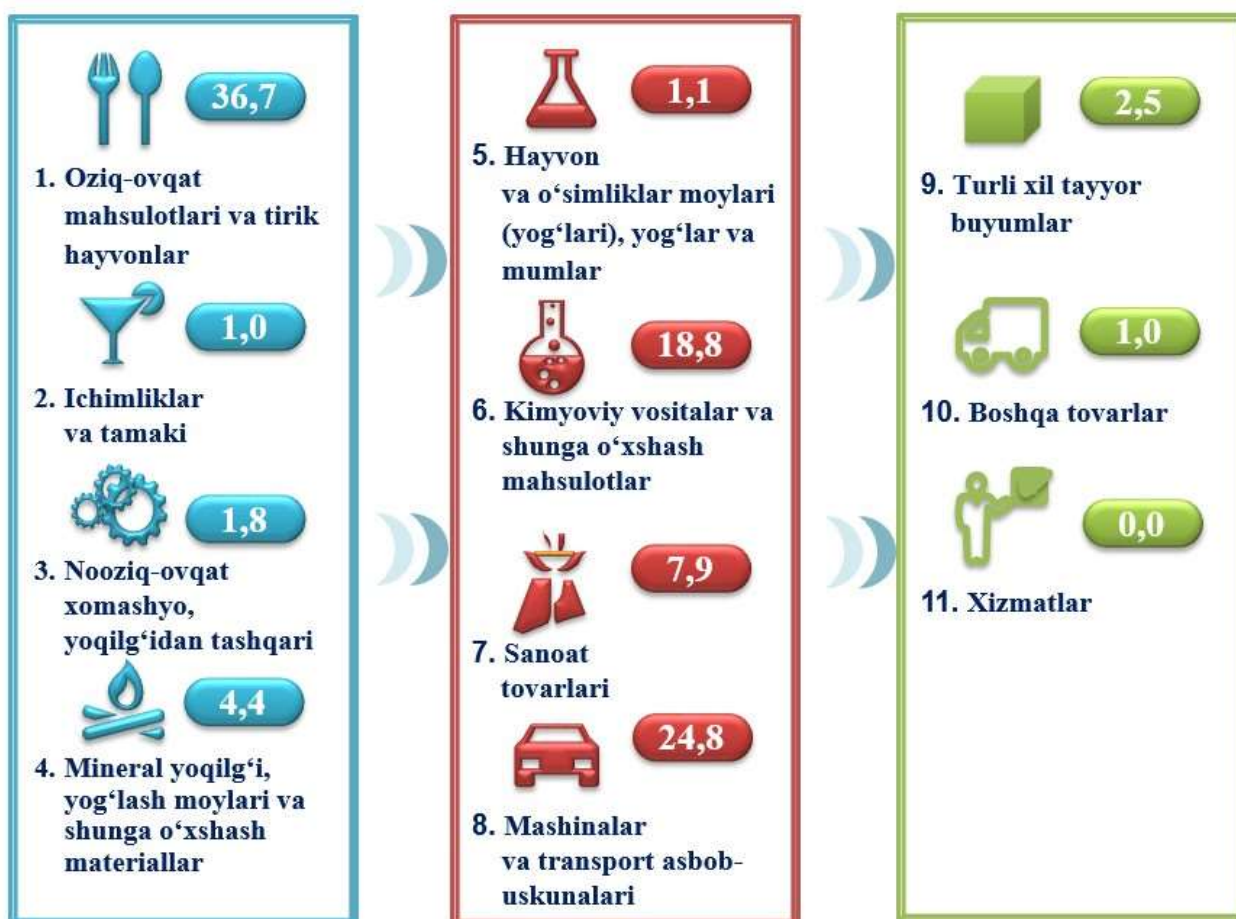 36,7
1. Oziq-ovqat
mahsulotlari va tirik
hayvonlar
1,0
2. Ichimliklar
va tamaki
1,8
3. Nooziq-ovqat
xomashyo,
yoqilg‘idan tashqari
4,4
4. Mineral yoqilg‘i,
yog‘lash moylari va
shunga o‘xshash
materiallar
1,1
5. Hayvon
va o‘simliklar moylari
(yog‘lari), yog‘lar va
mumlar
18,8
6. Kimyoviy vositalar va
shunga o‘xshash
mahsulotlar
7,9
7. Sanoat
tovarlari
24,8
8. Mashinalar
va transport asbob-
uskunalari
2,5
9. Turli xil tayyor
buyumlar
1,0
10. Boshqa tovarlar
0,0
11. Xizmatlar